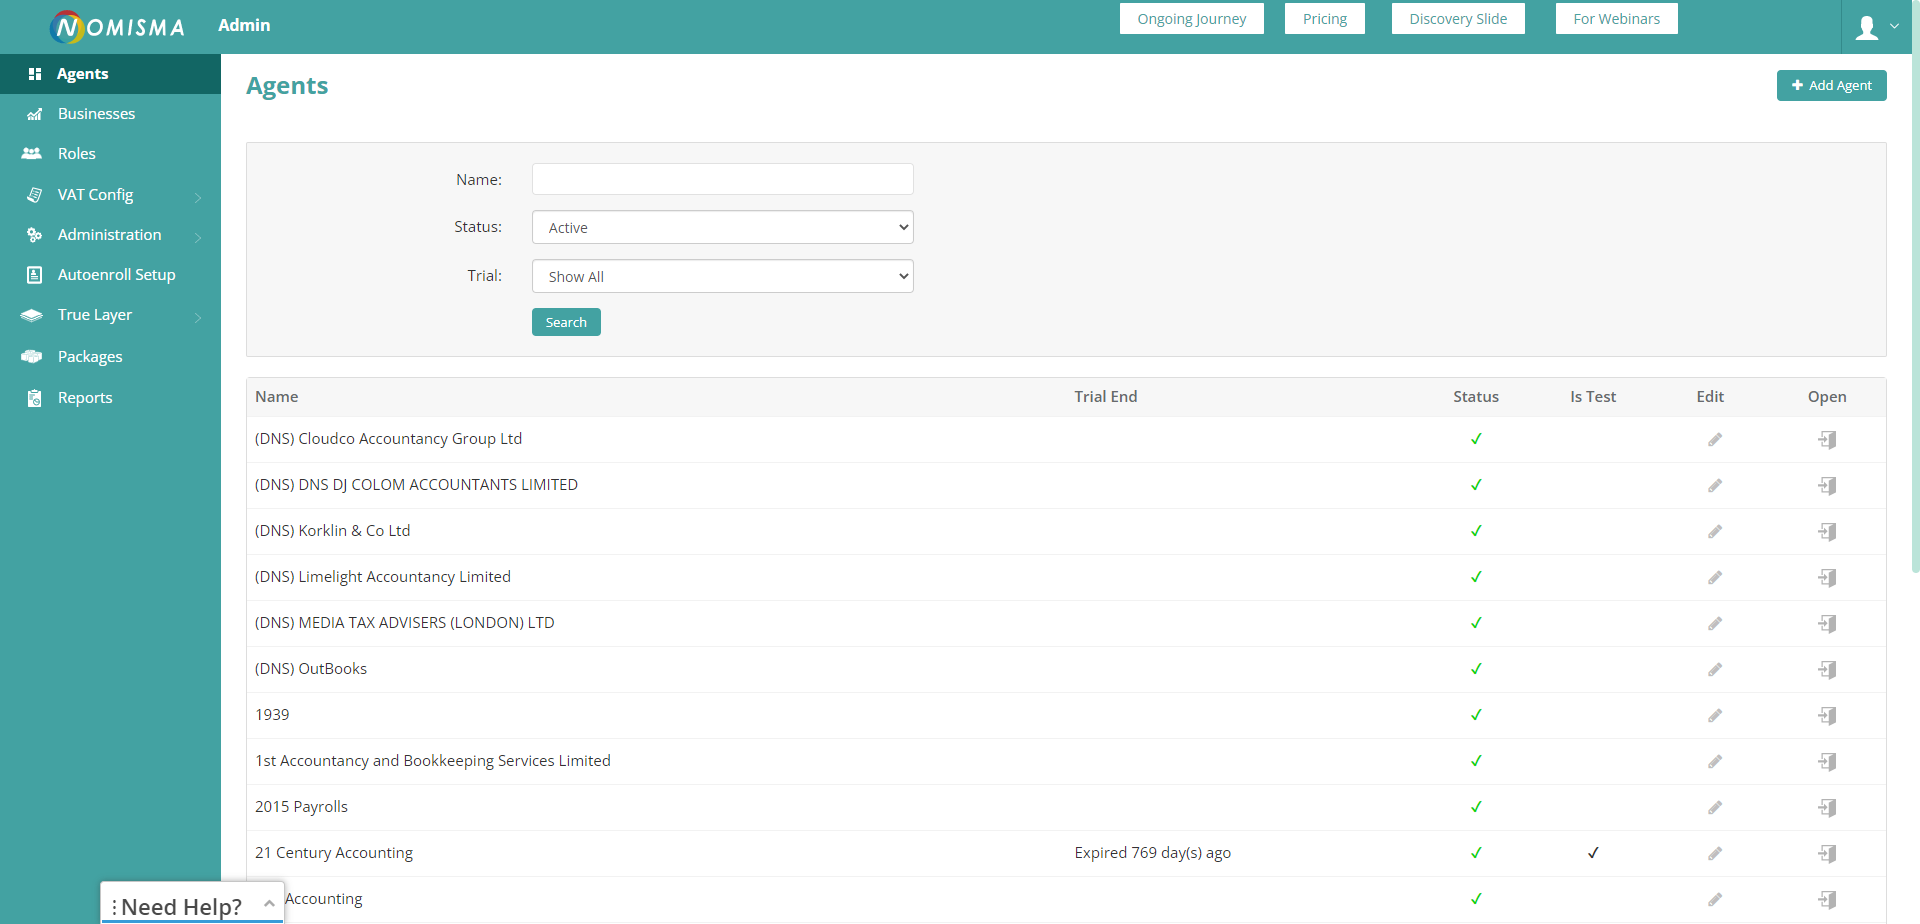 NOMISMA
Admin
Ongoing Journey
Pricing
Discovery Slide
For Webinars
Agents
Businesses
Roles
VAT Config
Administration
Autoenroll Setup
True Layer
Packages
Reports
Agents
Add Agent
Name:
Status: Active
Trial: Show All
Search
Name Trial End Status Is Test Edit Open
(DNS) Cloudco Accountancy Group Ltd
(DNS) DNS DJ COLOM ACCOUNTANTS LIMITED
(DNS) Korklin & Co Ltd
(DNS) Limelight Accountancy Limited
(DNS) MEDIA TAX ADVISERS (LONDON) LTD
(DNS) OutBooks
1939
1st Accountancy and Bookkeeping Services Limited
2015 Payrolls
21 Century Accounting Expired 769 day(s) ago
Accounting
Need Help?